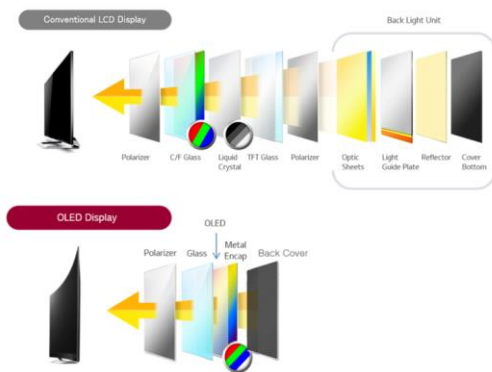 Conventional LCD Display
Back Light Unit
Polarizer
C/F Glass
Liquid
Crystal
TFT Glass
Polarizer
Optic
Sheets
Light
Guide Plate
Reflector
Cover
Bottom
OLED Display
OLED
Polarizer
Glass
Metal
Encap
Back Cover